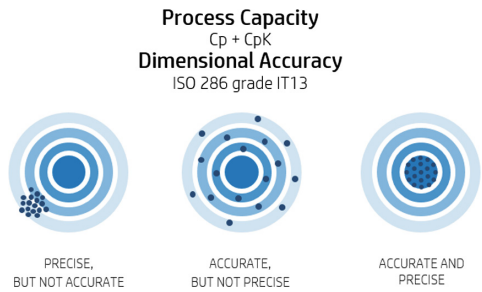 Process Capacity
Cp + CpK
Dimensional Accuracy
ISO 286 grade IT13
PRECISE,
BUT NOT ACCURATE
ACCURATE,
BUT NOT PRECISE
ACCURATE AND
PRECISE